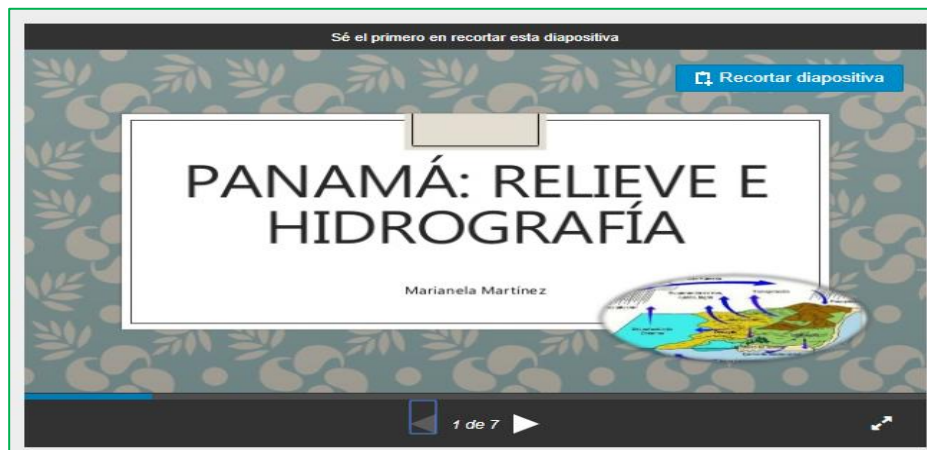 Sé el primero en recortar esta diapositiva
Recortar diapositiva
PANAMÁ: RELIEVE E
HIDROGRAFÍA
Marianela Martínez
1 de 7